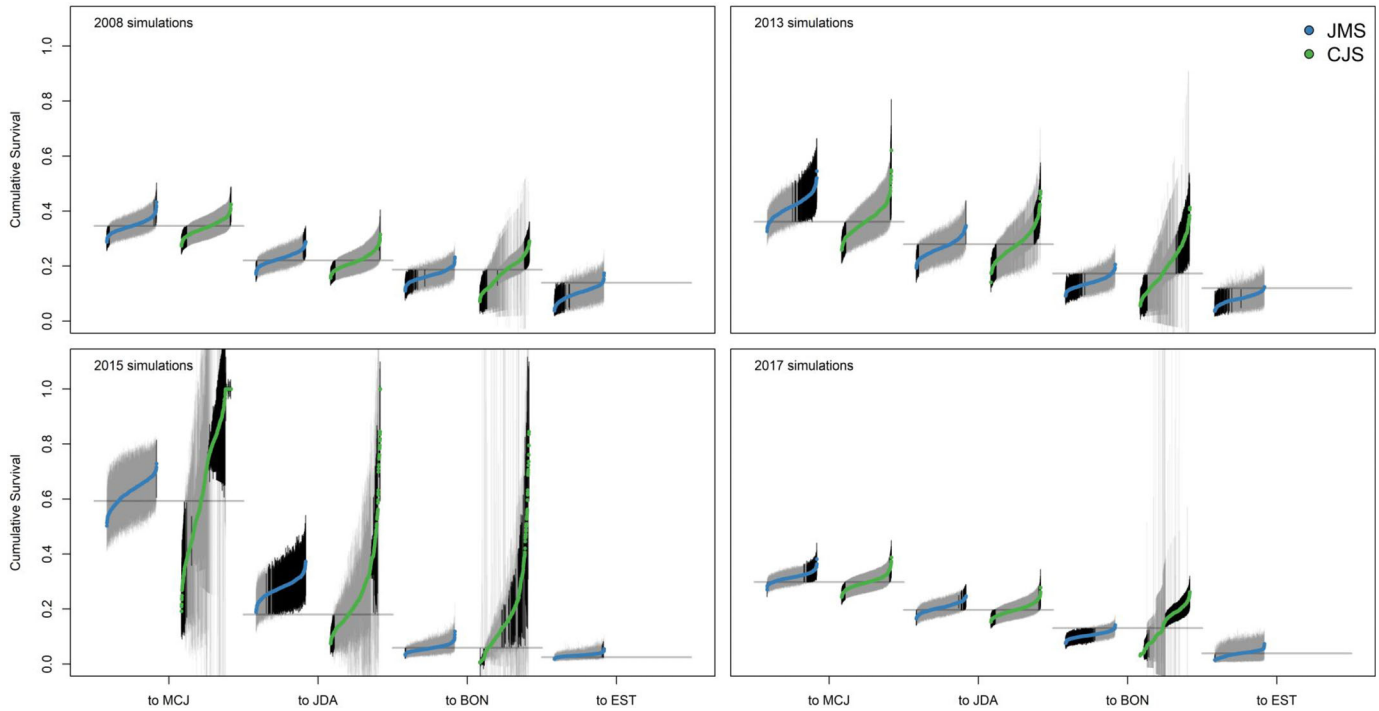 2008 simulations
2013 simulations
JMS
CJS
Cumulative Survival
1.0
0.8
0.6
0.4
0.2
0.0
2015 simulations
2017 simulations
Cumulative Survival
1.0
0.8
0.6
0.4
0.2
0.0
to MCJ
to JDA
to BON
to EST
to MCJ
to JDA
to BON
to EST